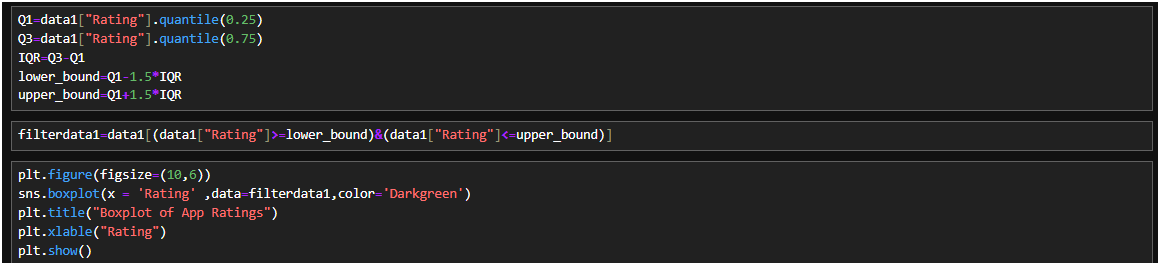 Q1=data1["Rating"].quantile(0.25)
Q3=data1["Rating"].quantile(0.75)
IQR=Q3-Q1
lower_bound=Q1-1.5*IQR
upper_bound=Q1+1.5*IQR
filterdata1=data1[(data1["Rating"]>=lower_bound)&(data1["Rating"]<=upper_bound)]
plt.figure(figsize=(10,6))
sns.boxplot(x = 'Rating' ,data=filterdata1,color='Darkgreen')
plt.title("Boxplot of App Ratings")
plt.xlable("Rating")
plt.show()